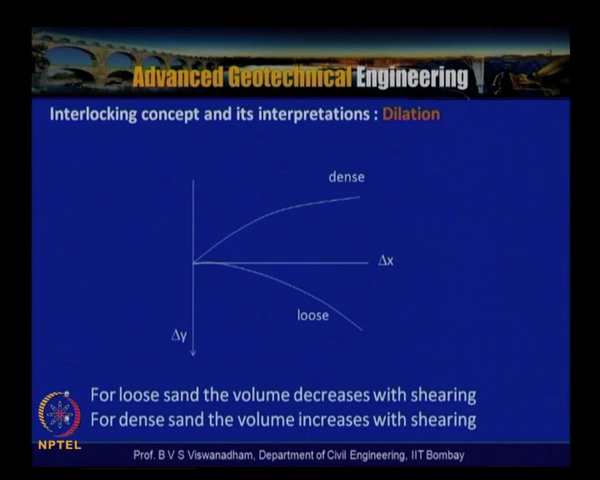 Advanced Geotechnical Engineering
Interlocking concept and its interpretations : Dilation
dense
Δx
loose
Δy
For loose sand the volume decreases with shearing
For dense sand the volume increases with shearing
NPTEL
Prof. B V S Viswanadham, Department of Civil Engineering, IIT Bombay